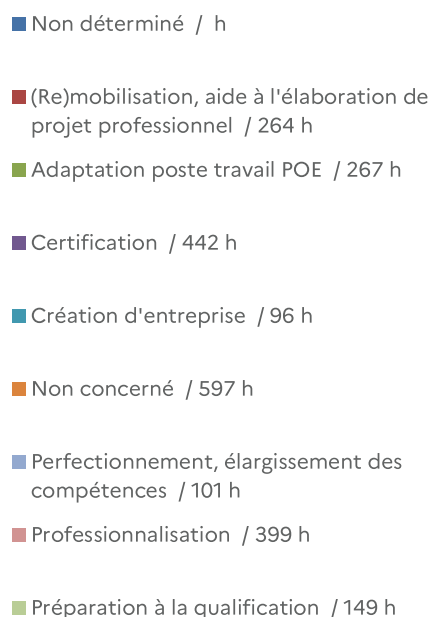 Non déterminé / h
(Re)mobilisation, aide à l'élaboration de
projet professionnel / 264 h
Adaptation poste travail POE / 267 h
Certification / 442 h
Création d'entreprise / 96 h
Non concerné / 597 h
Perfectionnement, élargissement des
compétences / 101 h
Professionnalisation / 399 h
Préparation à la qualification / 149 h